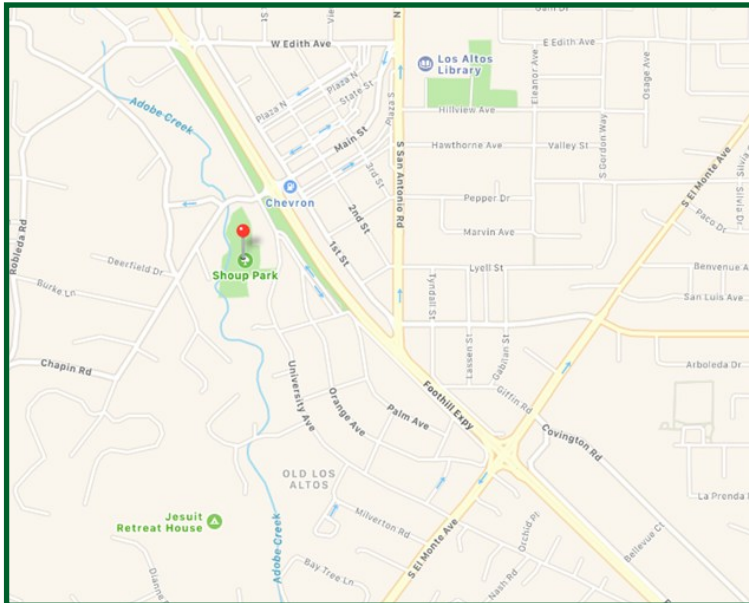 W Edith Ave
E Edith Ave
Los Altos
Library
Adobe Creek
Plaza N
Plaza N
State St
Plaza S
Main St
3rd St
2nd St
1st St
N
S San Antonio Rd
Hillview Ave
Eleanor Ave
Osage Ave
Hawthorne Ave
Valley St
S Gordon Way
S El Monte Ave
Chevron
Pepper Dr
Marvin Ave
Paco Dr
Silvia Dr
Robleda Rd
Deerfield Dr
Shoup Park
Burke Ln
Lyell St
Benvenue A
San Luis Ave
Tyndall St
Lassen St
Gabilan St
Chapin Rd
Arboleda Dr
University Ave
Orange Ave
Palm Ave
Foothill Expy
Giffin Rd
Covington Rd
OLD LOS
ALTOS
La Prenda
Jesuit
Retreat House
Adobe Creek
Milverton Rd
S El Monte Ave
Orchid Pl
Bellevue Ct
Bay Tree Ln
Nash Rd
Dianne